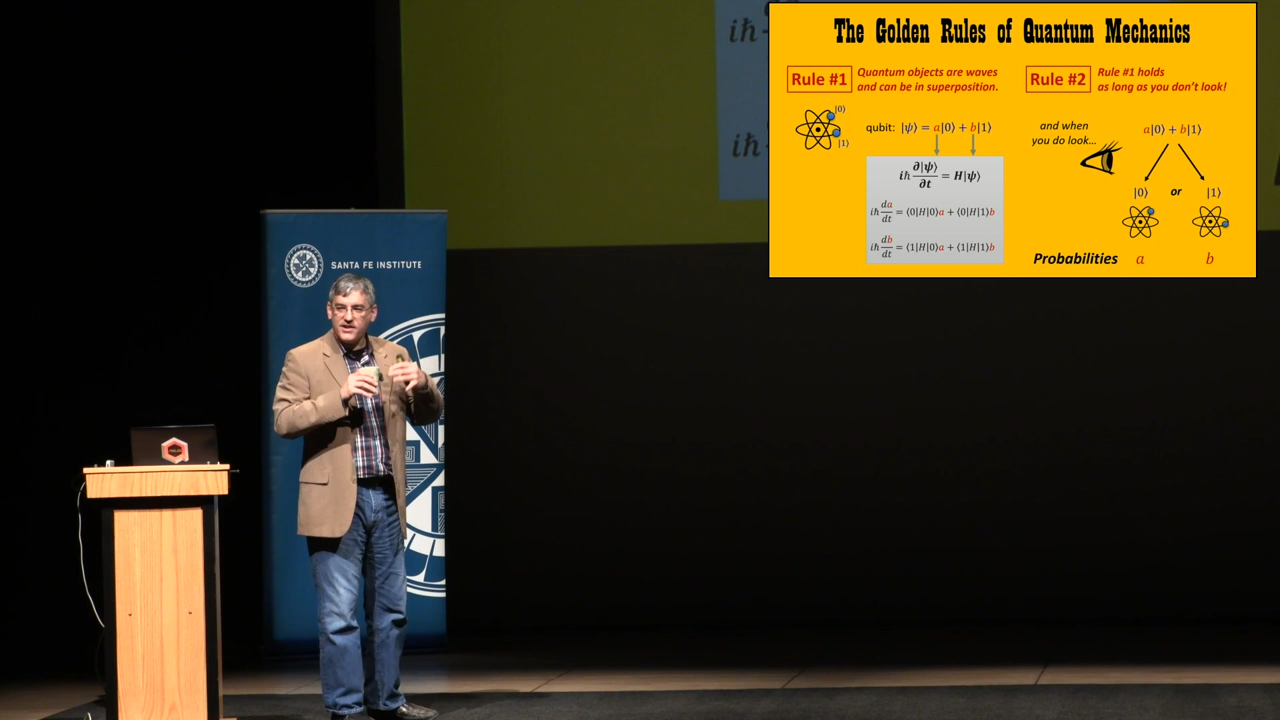 The Golden Rules of Quantum Mechanics
Rule #1
Quantum objects are waves
and can be in superposition.
|0⟩
|1⟩
qubit: |ψ⟩ = a|0⟩ + b|1⟩
iħ ∂|ψ⟩/∂t = H|ψ⟩
iħ da/dt = ⟨0|H|0⟩a + ⟨0|H|1⟩b
iħ db/dt = ⟨1|H|0⟩a + ⟨1|H|1⟩b
Rule #2
Rule #1 holds
as long as you don't look!
and when
you do look...
a|0⟩ + b|1⟩
|0⟩ or |1⟩
Probabilities a b
iħ
iħ
SANTA FE INSTITUTE